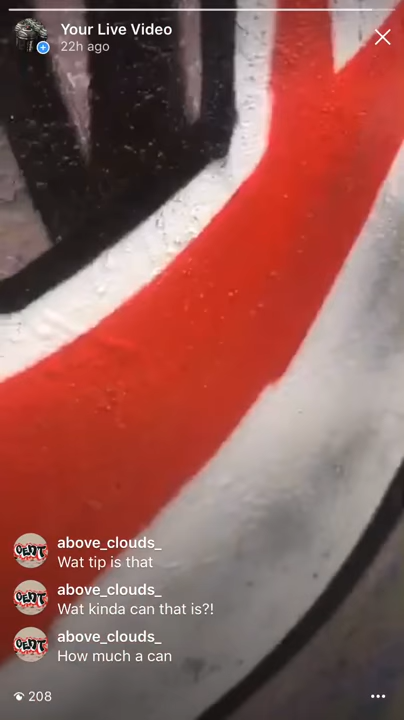 Your Live Video
22h ago
above_clouds_
Wat tip is that
above_clouds_
Wat kinda can that is?!
above_clouds_
How much a can
208